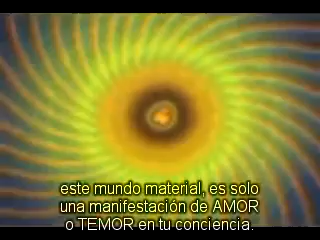 este mundo material, es solo
una manifestación de AMOR
o TEMOR en tu conciencia.